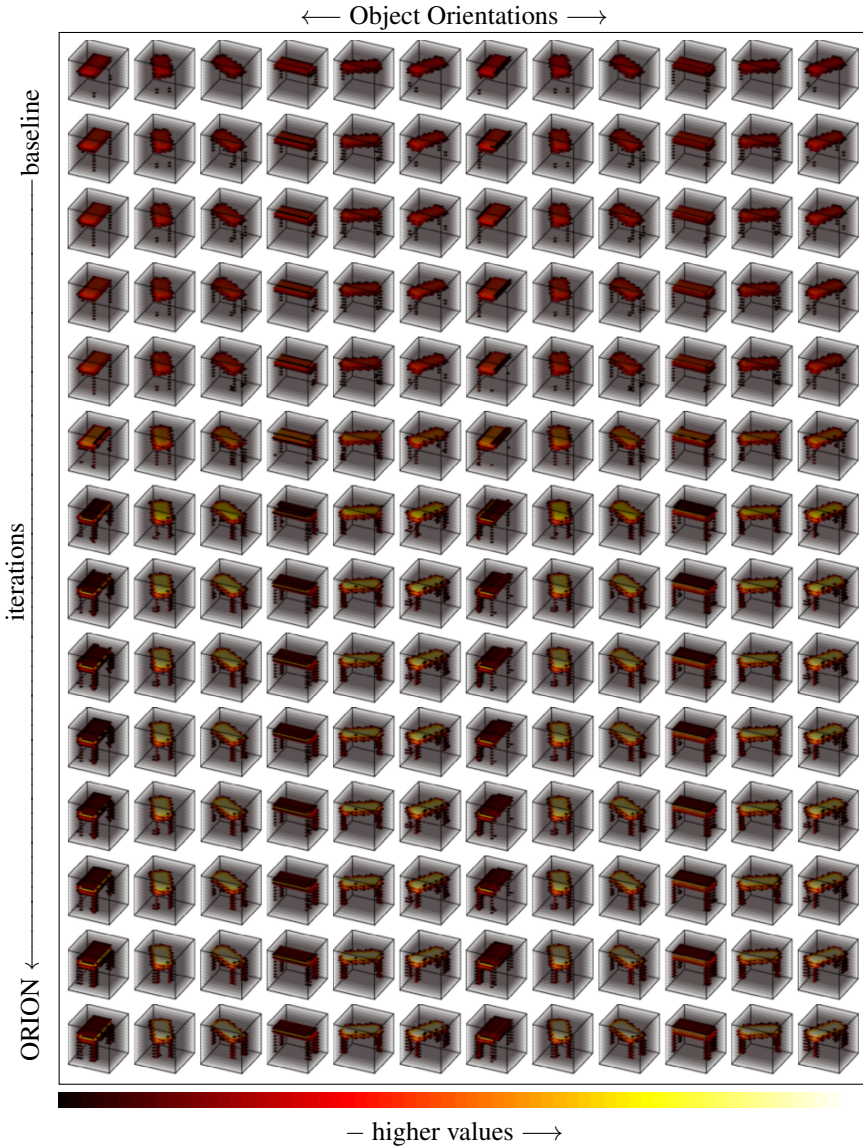 ⟵ Object Orientations ⟶
baseline
iterations
ORION
– higher values ⟶